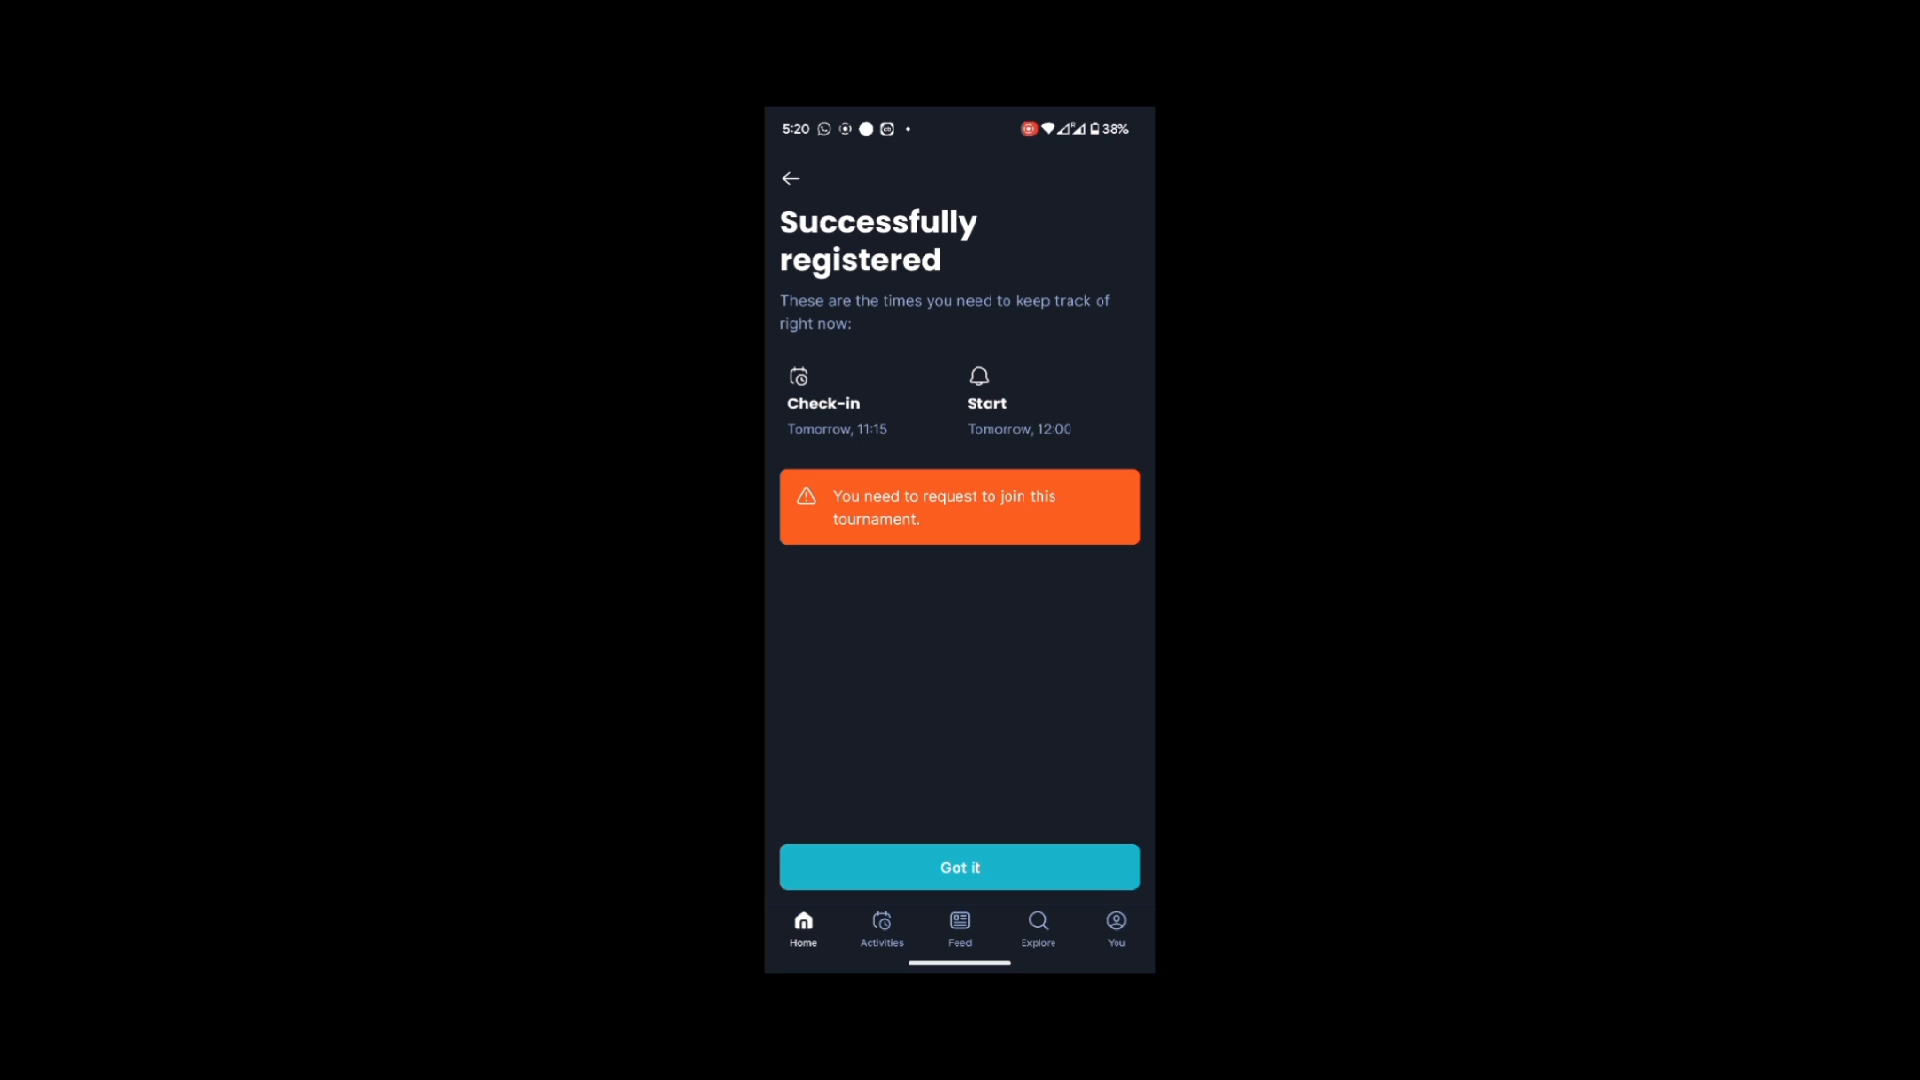 5:20
38%
Successfully
registered
These are the times you need to keep track of
right now:
Check-in
Start
Tomorrow, 11:15
Tomorrow, 12:00
You need to request to join this
tournament.
Got it
Home
Activities
Feed
Explore
You